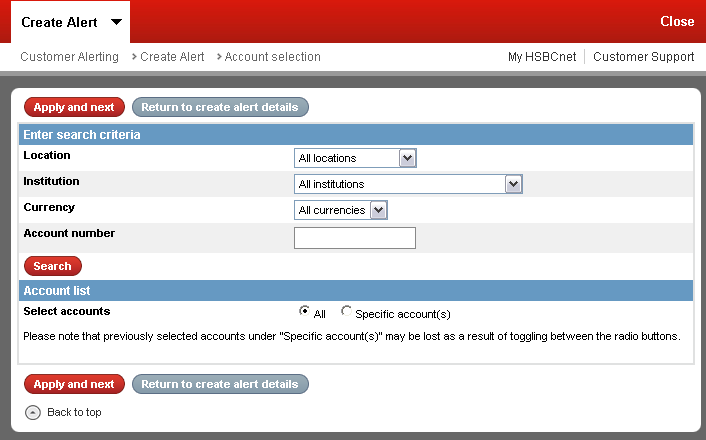 Create Alert
Close
Customer Alerting Create Alert Account selection
My HSBCnet Customer Support
Apply and next Return to create alert details
Enter search criteria
Location All locations
Institution All institutions
Currency All currencies
Account number
Search
Account list
Select accounts All Specific account(s)
Please note that previously selected accounts under "Specific account(s)" may be lost as a result of toggling between the radio buttons.
Apply and next Return to create alert details
Back to top